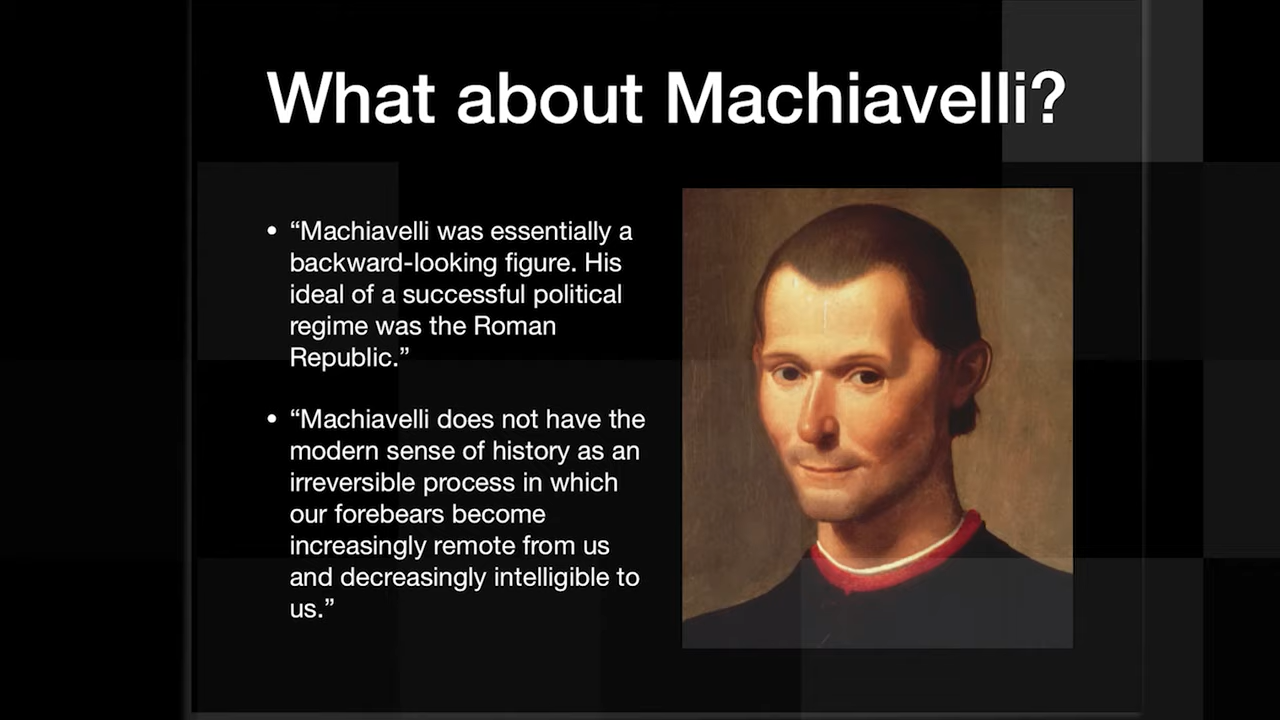 What about Machiavelli?
• “Machiavelli was essentially a
backward-looking figure. His
ideal of a successful political
regime was the Roman
Republic.”
• “Machiavelli does not have the
modern sense of history as an
irreversible process in which
our forebears become
increasingly remote from us
and decreasingly intelligible to
us.”